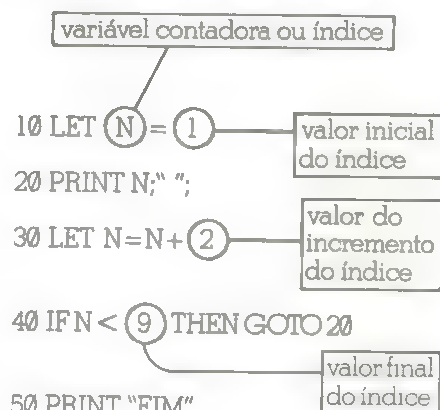 variável contadora ou índice
10 LET N = 1
valor inicial
do índice
20 PRINT N;“ ”;
30 LET N=N+ 2
valor do
incremento
do índice
40 IF N < 9 THEN GOTO 20
valor final
do índice
50 PRINT “FIM”